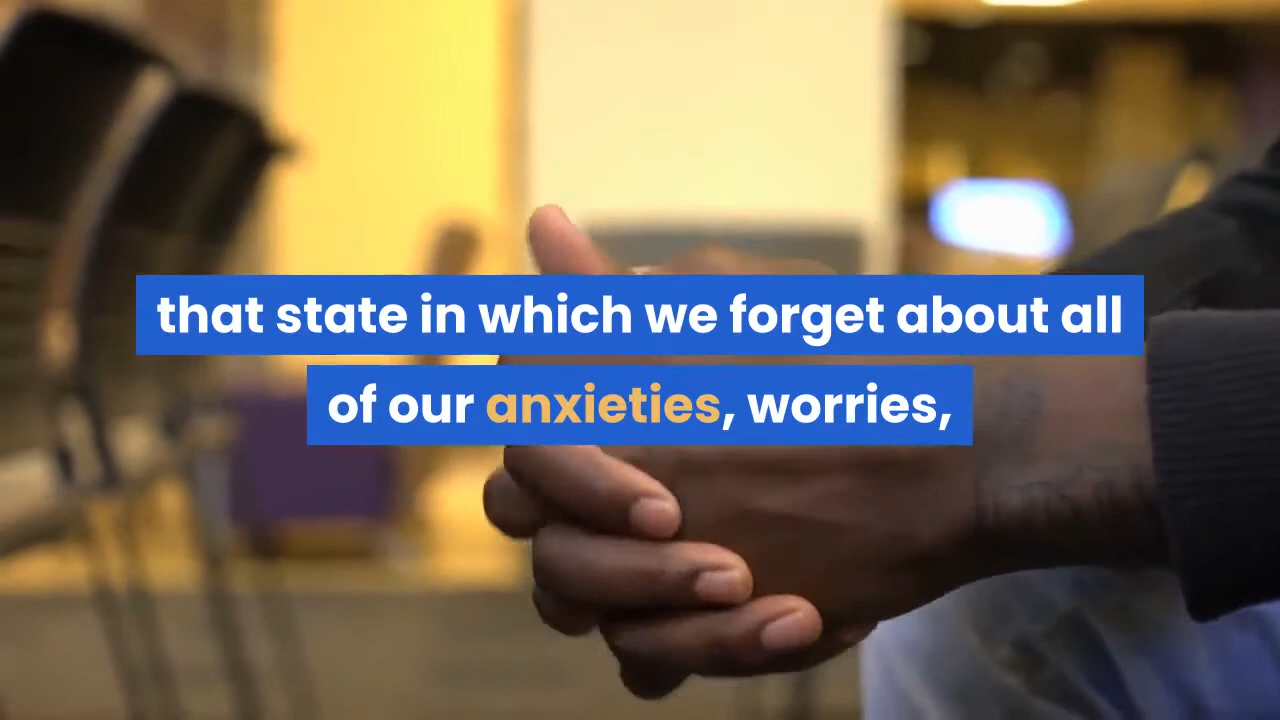 that state in which we forget about all
of our anxieties, worries,